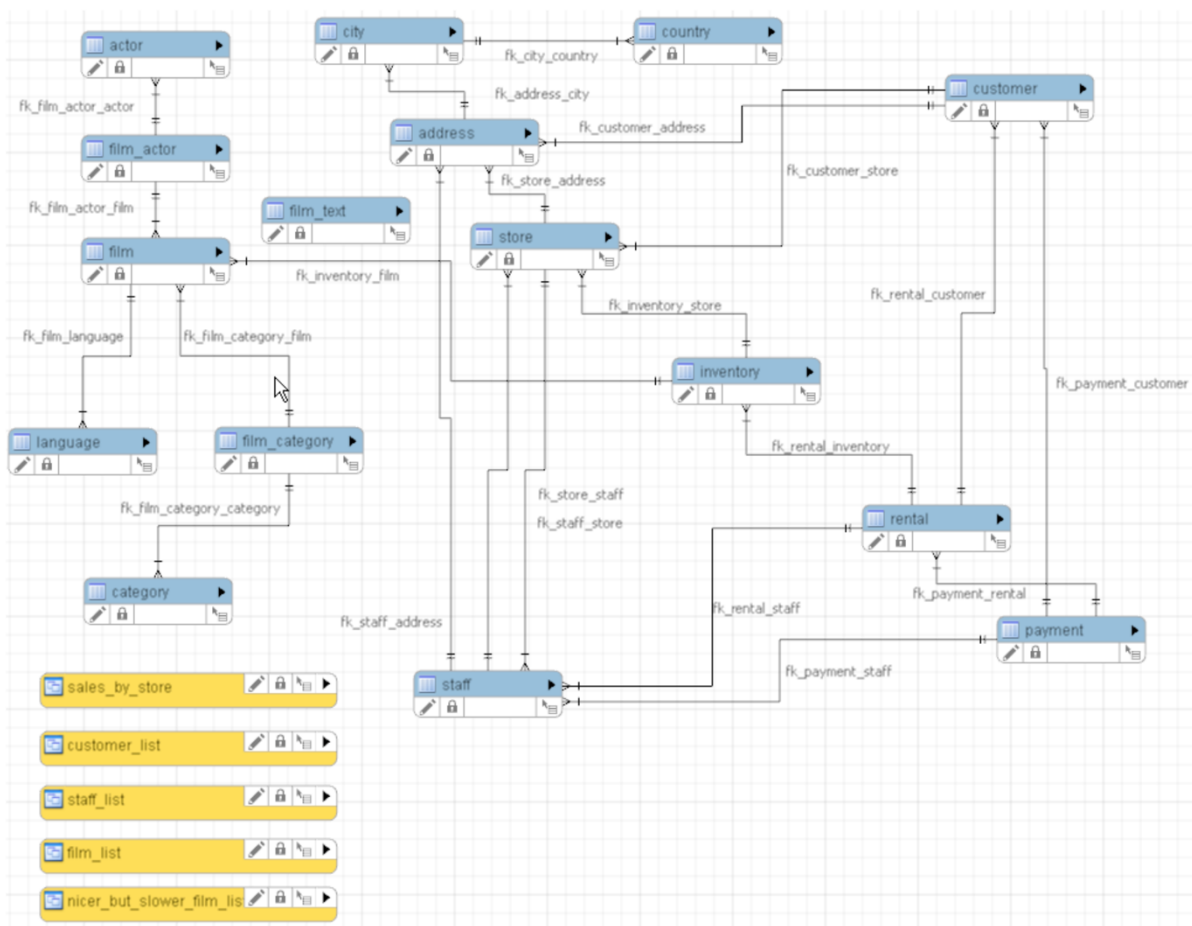 actor
city
country
fk_city_country
customer
fk_film_actor_actor
fk_address_city
address
fk_customer_address
film_actor
fk_store_address
fk_customer_store
fk_film_actor_film
film_text
store
film
fk_inventory_film
fk_inventory_store
fk_rental_customer
fk_film_language
fk_film_category_film
inventory
fk_payment_customer
language
film_category
fk_rental_inventory
fk_film_category_category
fk_store_staff
fk_staff_store
rental
category
fk_payment_rental
fk_rental_staff
fk_staff_address
payment
fk_payment_staff
staff
sales_by_store
customer_list
staff_list
film_list
nicer_but_slower_film_lis